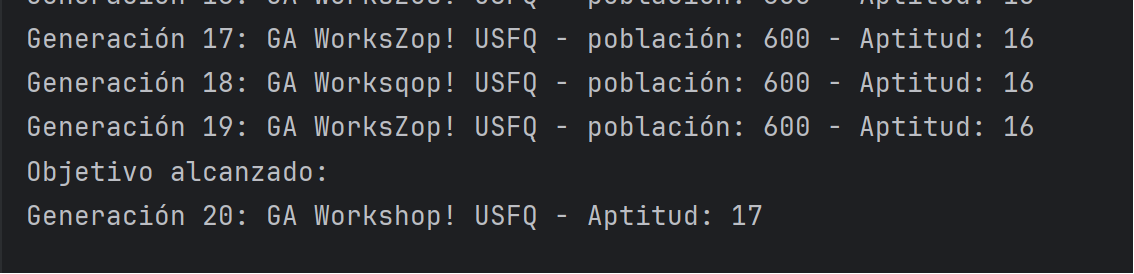 Generación 17: GA WorksZop! USFQ - población: 600 - Aptitud: 16
Generación 18: GA Worksqop! USFQ - población: 600 - Aptitud: 16
Generación 19: GA WorksZop! USFQ - población: 600 - Aptitud: 16
Objetivo alcanzado:
Generación 20: GA Workshop! USFQ - Aptitud: 17